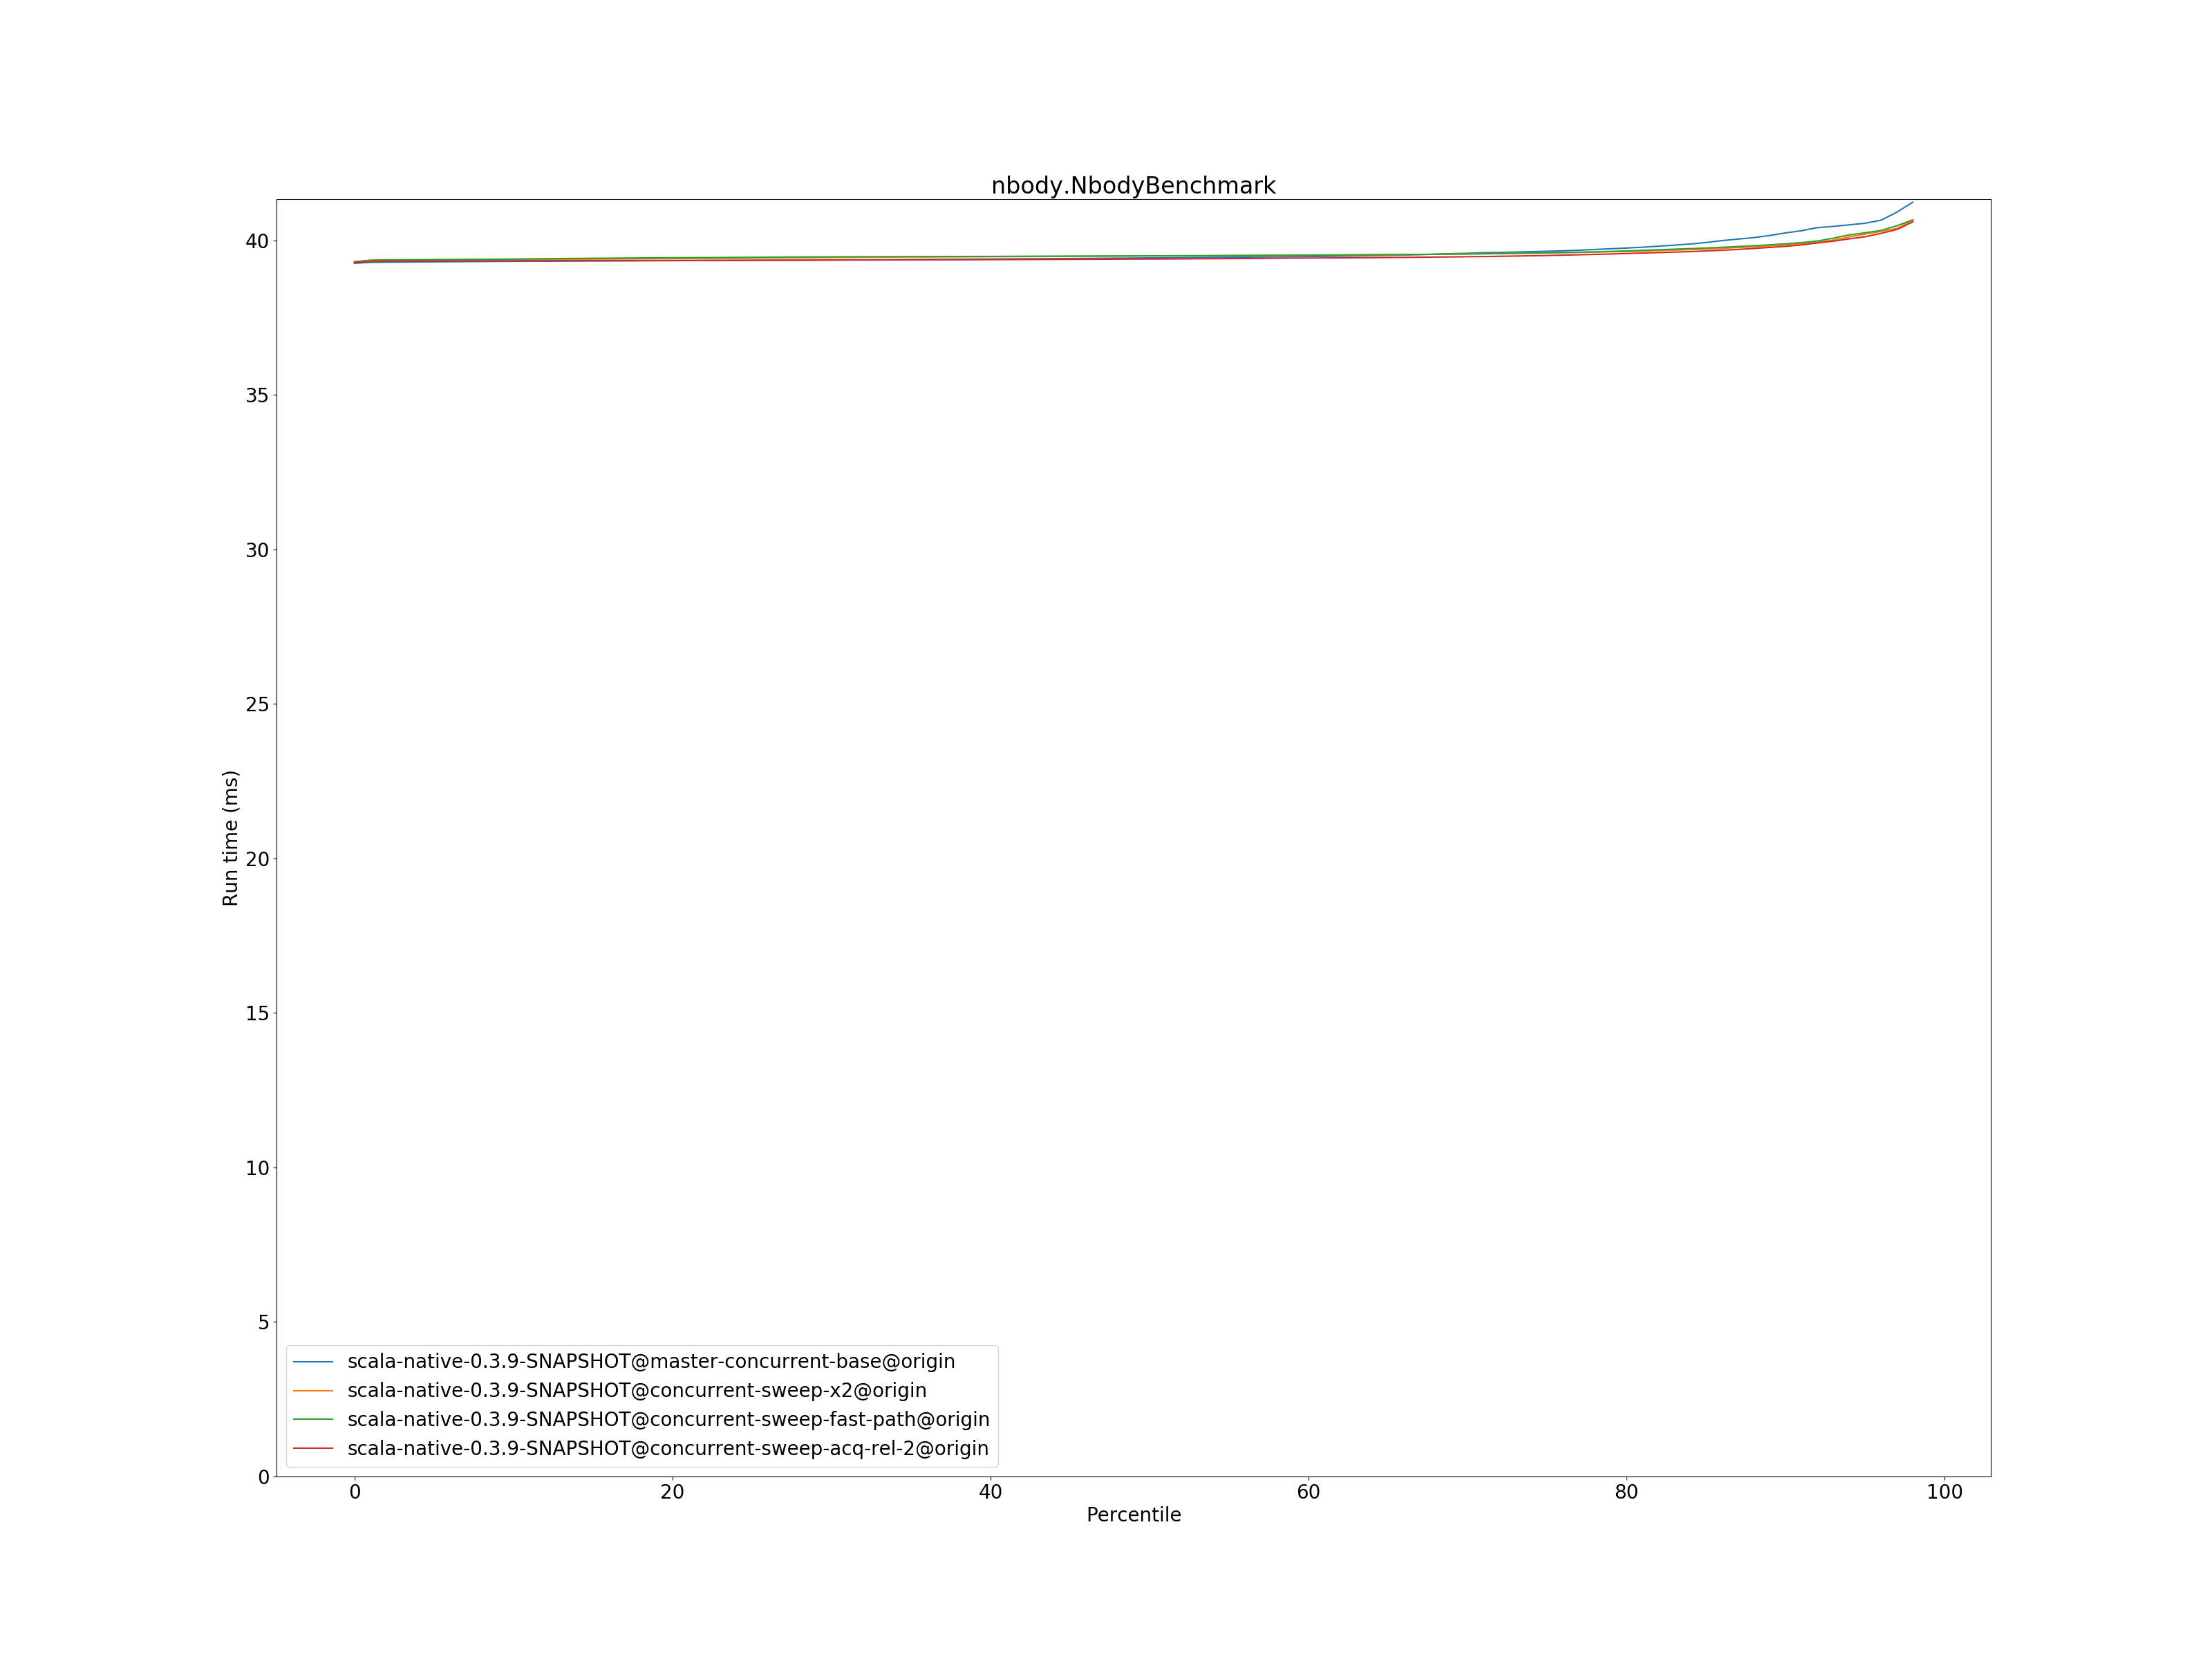 nbody.NbodyBenchmark
40
35
30
25
20
15
10
5
0
Run time (ms)
scala-native-0.3.9-SNAPSHOT@master-concurrent-base@origin
scala-native-0.3.9-SNAPSHOT@concurrent-sweep-x2@origin
scala-native-0.3.9-SNAPSHOT@concurrent-sweep-fast-path@origin
scala-native-0.3.9-SNAPSHOT@concurrent-sweep-acq-rel-2@origin
0 20 40 60 80 100
Percentile